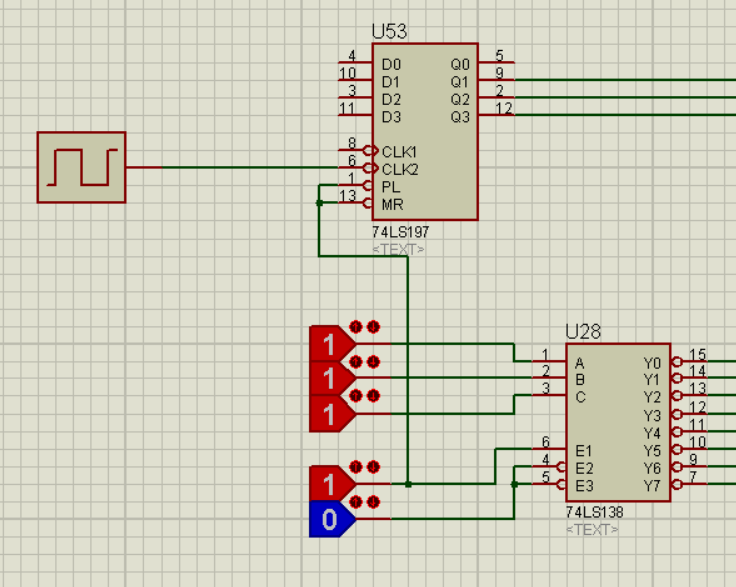 U53
4 D0 Q0 5
10 D1 Q1 9
3 D2 Q2 2
11 D3 Q3 12
8 CLK1
6 CLK2
1 PL
13 MR
74LS197
<TEXT>
U28
1
1
1
1 A Y0 15
2 B Y1 14
3 C Y2 13
Y3 12
Y4 11
6 E1 Y5 10
4 E2 Y6 9
5 E3 Y7 7
1
0
74LS138
<TEXT>